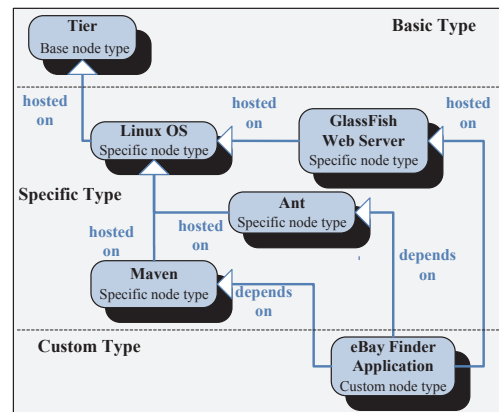 Tier
Base node type
Basic Type
hosted
on
Linux OS
Specific node type
hosted
on
GlassFish
Web Server
Specific node type
hosted
on
Specific Type
Ant
Specific node type
hosted
on
hosted
on
Maven
Specific node type
depends
on
depends
on
Custom Type
eBay Finder
Application
Custom node type